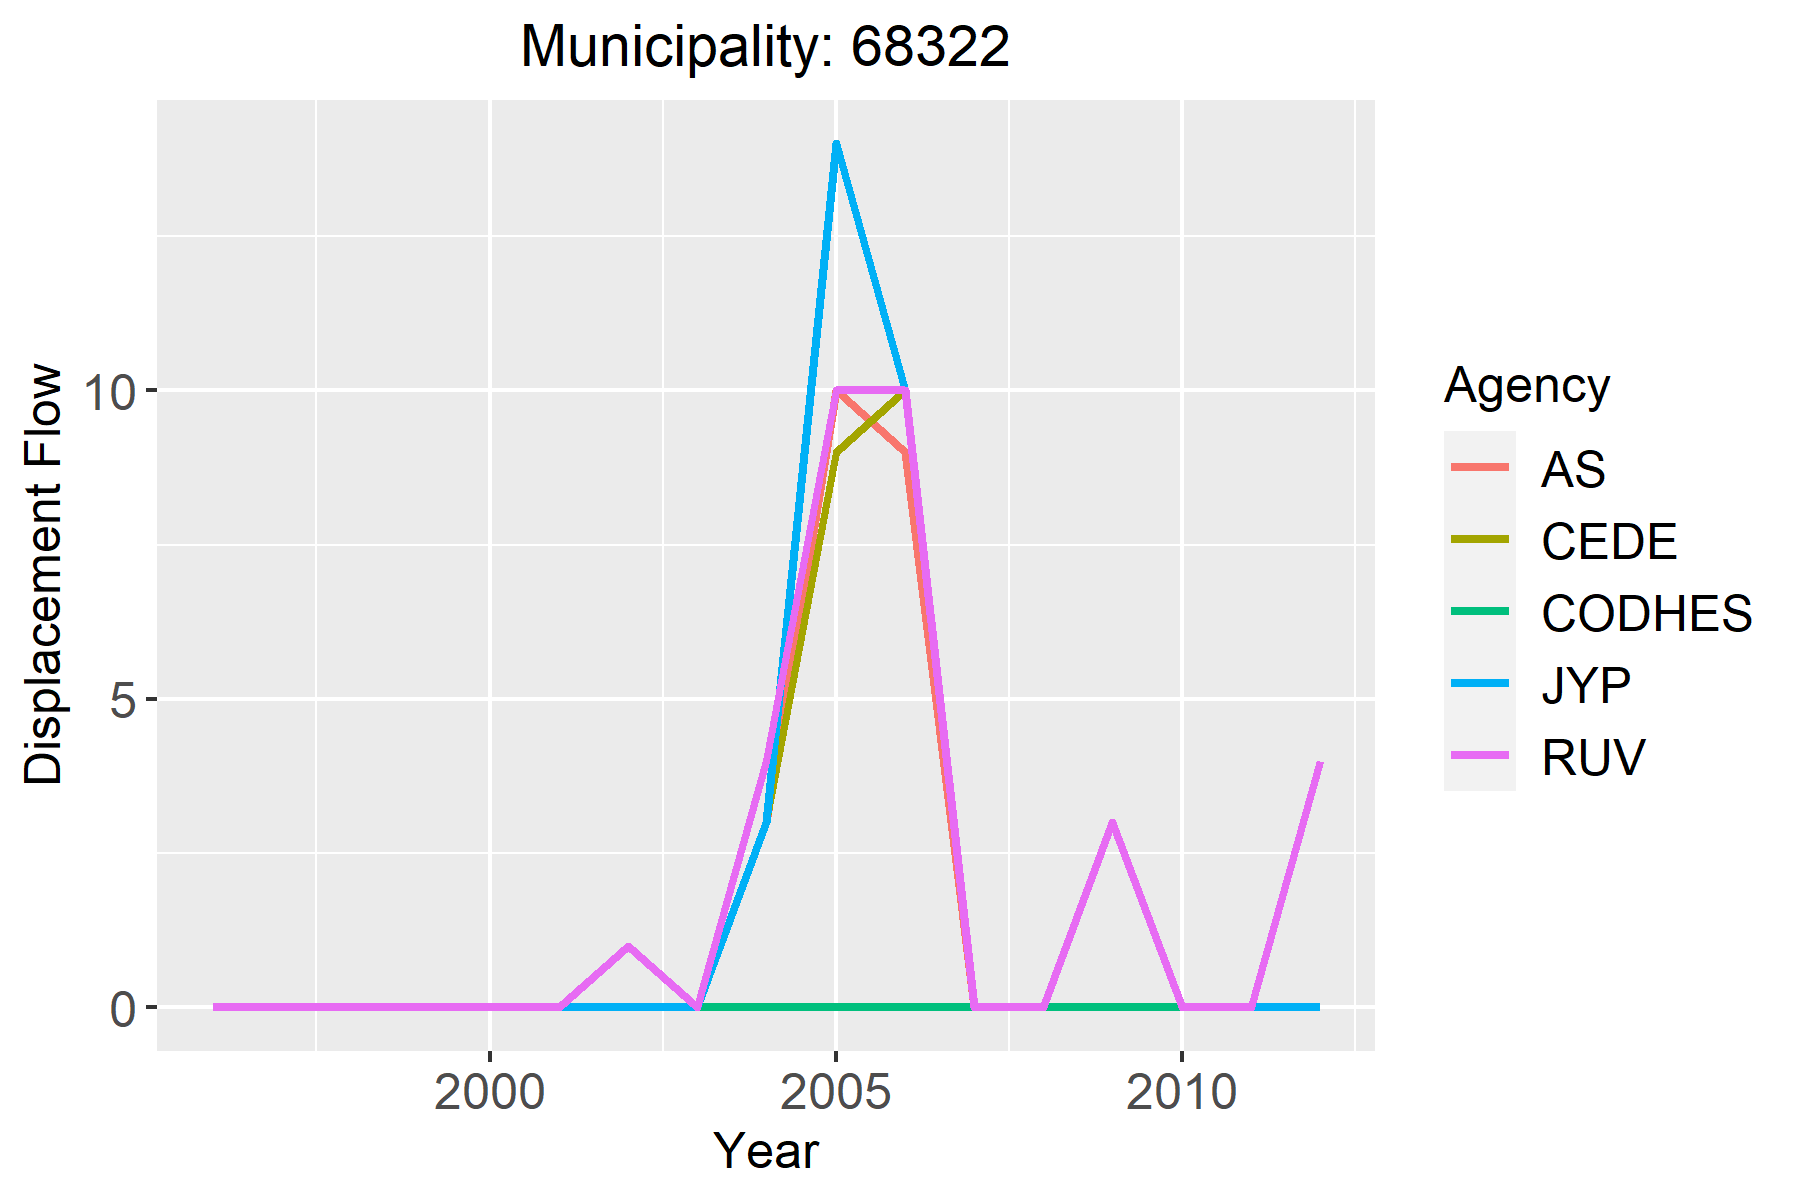 Municipality: 68322
Displacement Flow
10
5
0
2000 2005 2010
Year
Agency
AS
CEDE
CODHES
JYP
RUV